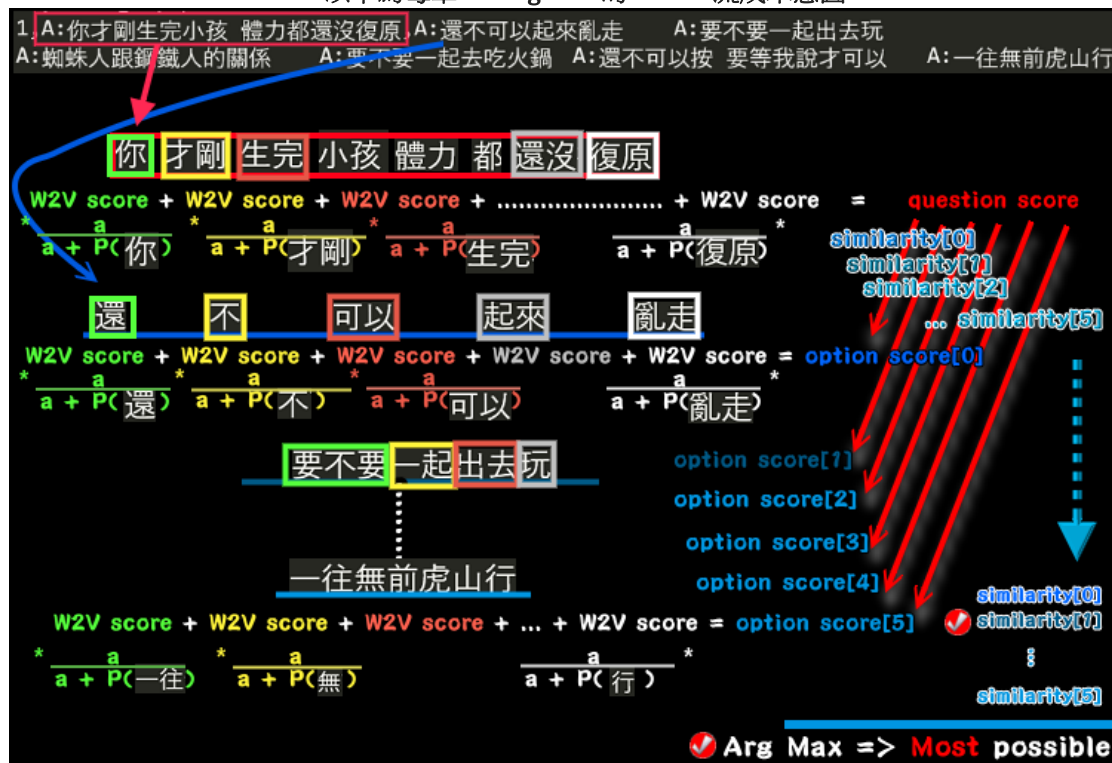 1,A:你才剛生完小孩 體力都還沒復原 A:還不可以起來亂走 A:要不要一起出去玩
A:蜘蛛人跟鋼鐵人的關係 A:要不要一起去吃火鍋 A:還不可以按 要等我說才可以 A:一往無前虎山行
你 才剛 生完 小孩 體力 都 還沒 復原
W2V score + W2V score + W2V score + ........................ + W2V score = question score
* a * a * a a *
a + P(你) a + P(才剛) a + P(生完) a + P(復原)
similarity[0]
similarity[1]
similarity[2]
... similarity[5]
還 不 可以 起來 亂走
W2V score + W2V score + W2V score + W2V score + W2V score = option score[0]
* a * a * a a *
a + P(還) a + P(不) a + P(可以) a + P(亂走)
要不要一起出去玩
option score[1]
option score[2]
option score[3]
一往無前虎山行
option score[4]
similarity[0]
W2V score + W2V score + W2V score + ... + W2V score = option score[5]
similarity[1]
* a * a a *
a + P(一往) a + P(無) a + P(行)
similarity[5]
Arg Max => Most possible